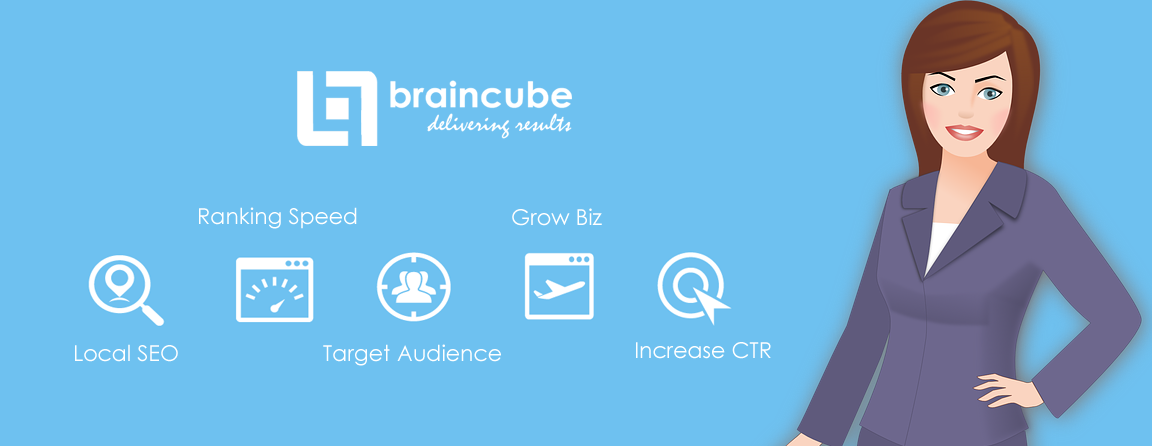 braincube
delivering results
Ranking Speed
Grow Biz
Local SEO
Target Audience
Increase CTR